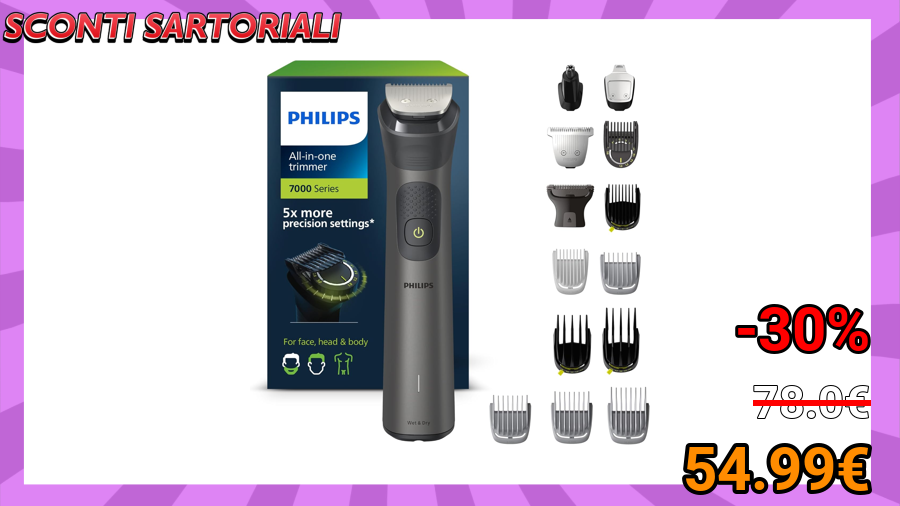 SCONTI SARTORIALI
PHILIPS
All-in-one
trimmer
7000 Series
5x more
precision settings*
For face, head & body
PHILIPS
Wet & Dry
-30%
78.0€
54.99€